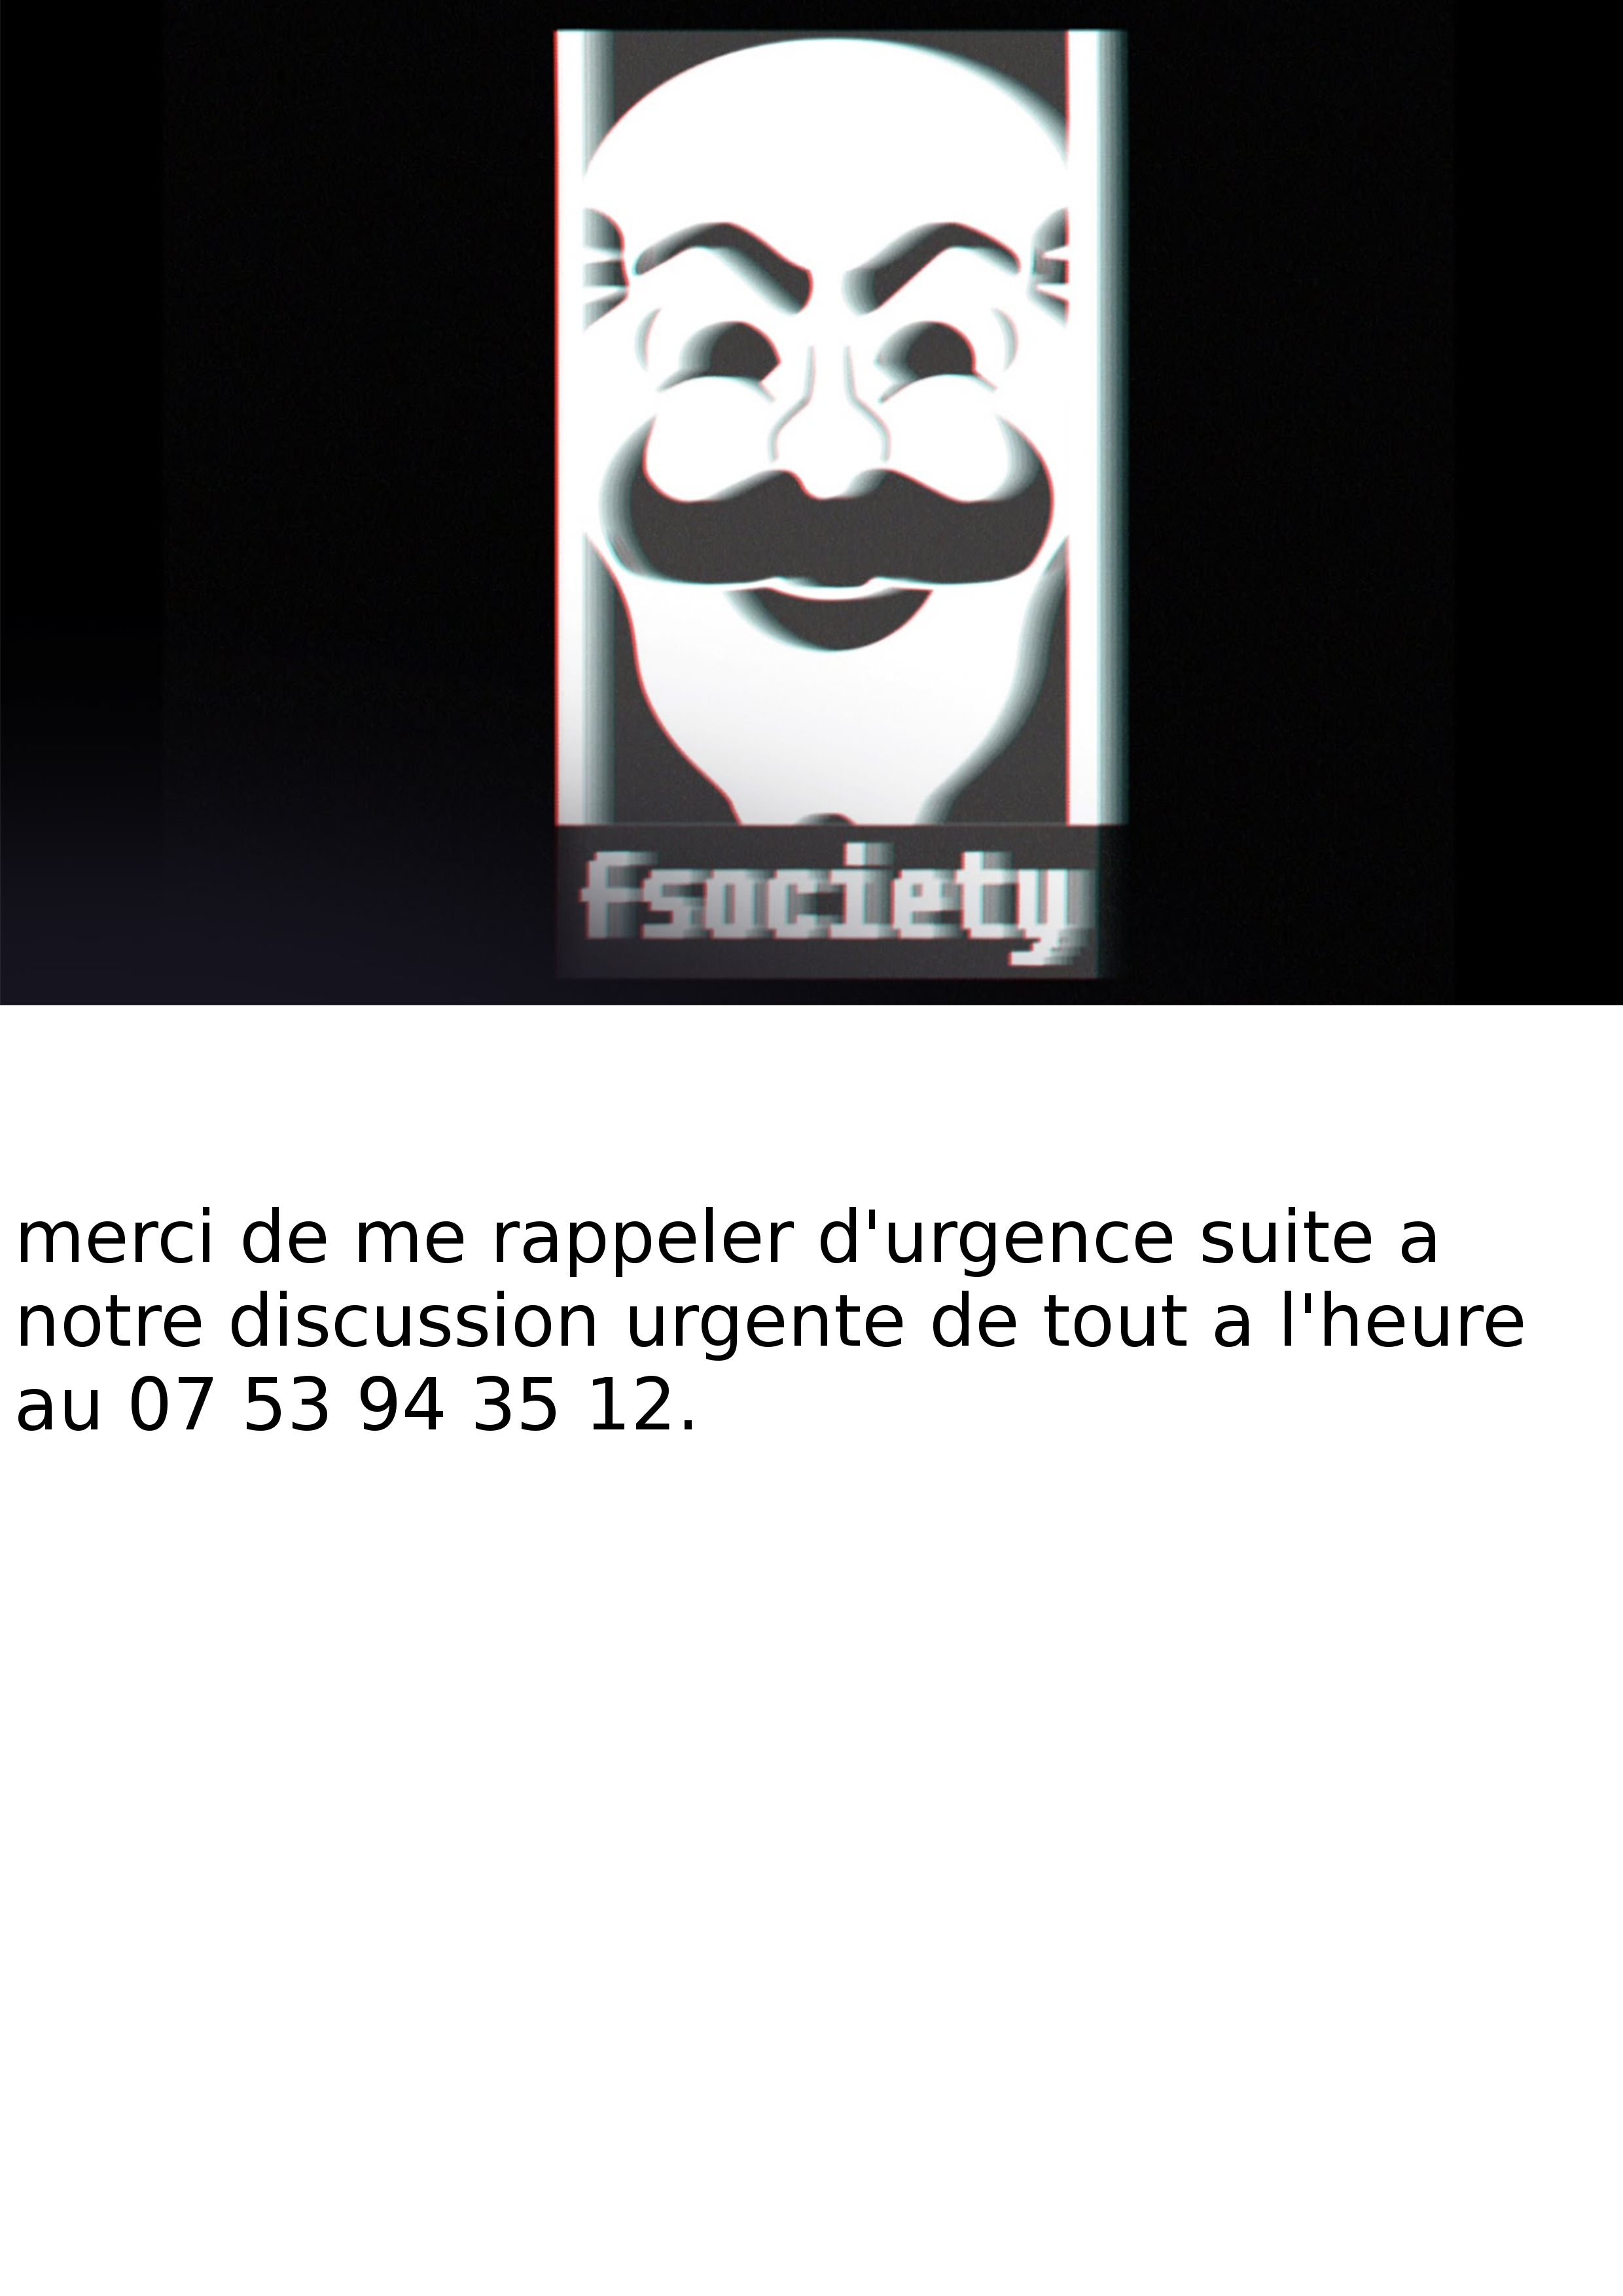 fsociety
merci de me rappeler d'urgence suite a
notre discussion urgente de tout a l'heure
au 07 53 94 35 12.